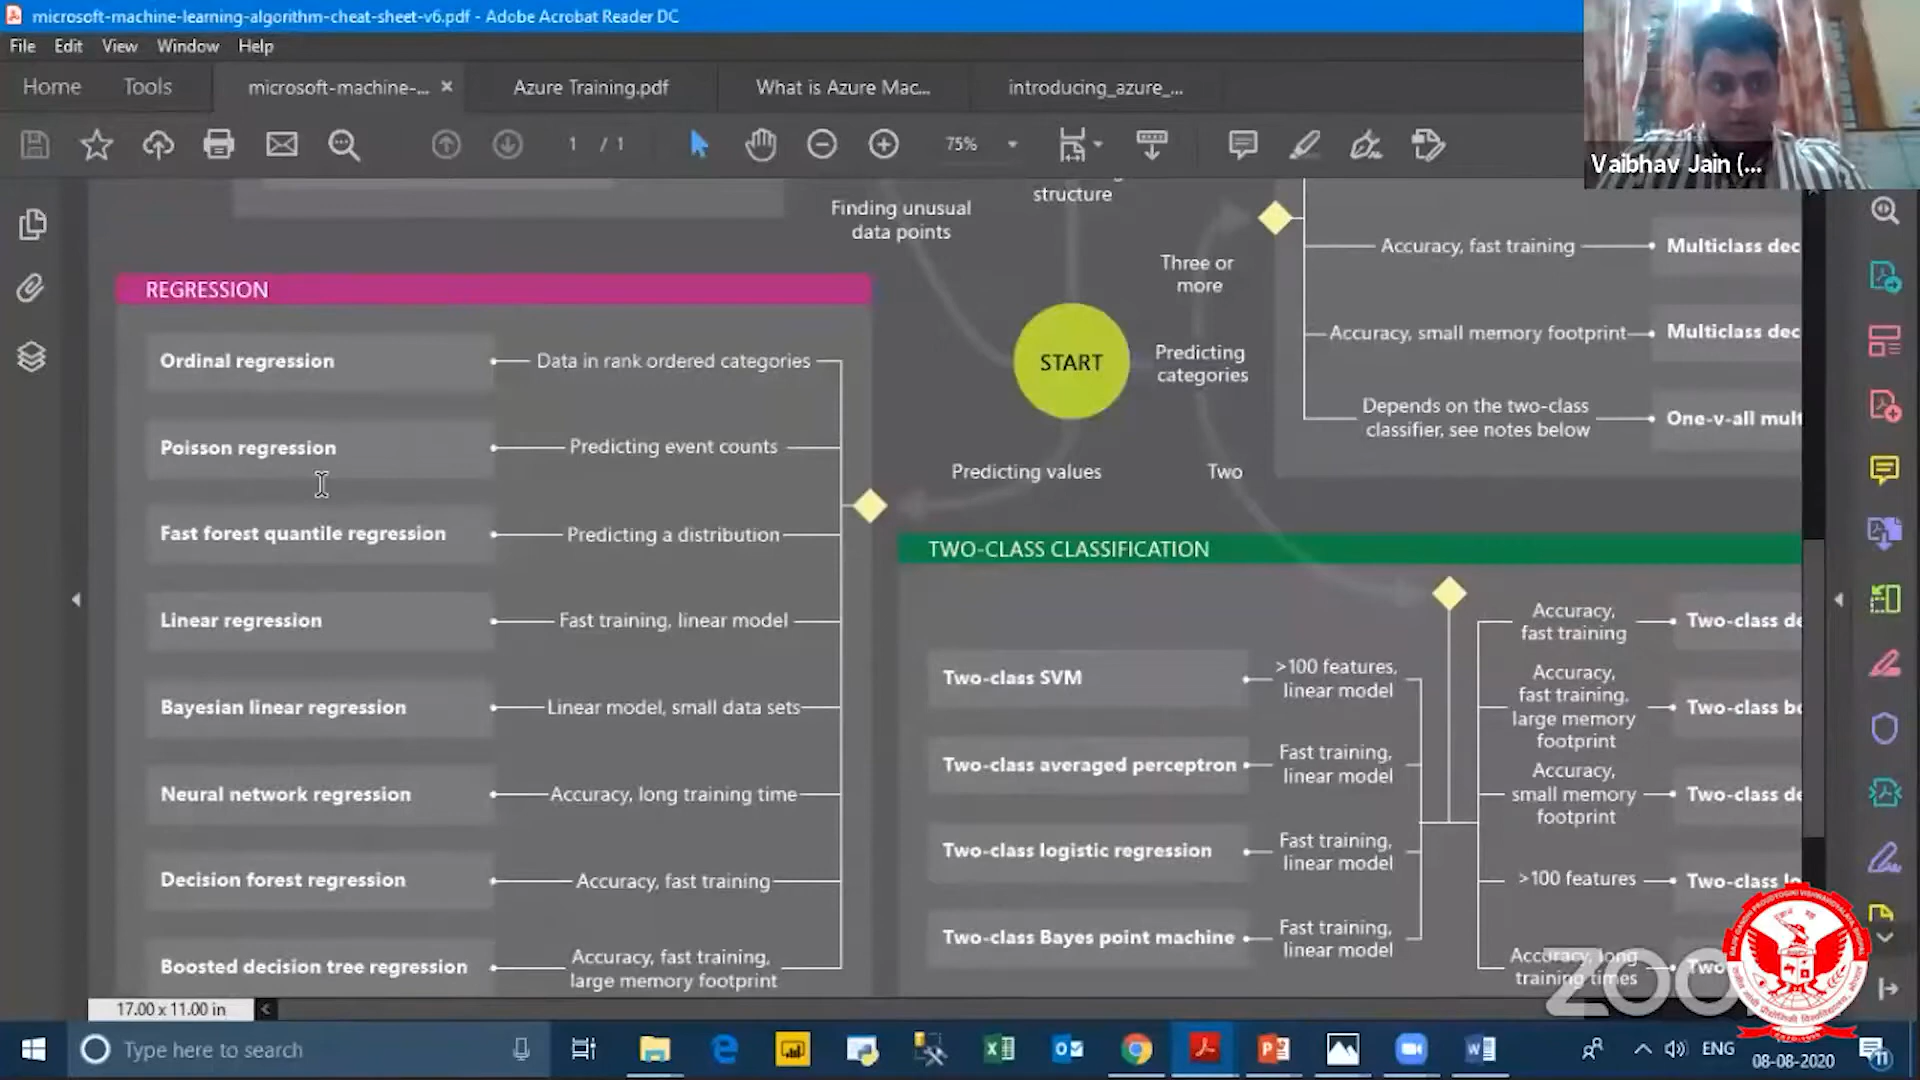 microsoft-machine-learning-algorithm-cheat-sheet-v6.pdf - Adobe Acrobat Reader DC
File Edit View Window Help
Home Tools microsoft-machine-... × Azure Training.pdf What is Azure Mac... introducing_azure_...
1 / 1 75%
Vaibhav Jain (...
structure
Finding unusual
data points
Three or
more
START
Predicting
categories
Predicting values
Two
REGRESSION
Ordinal regression Data in rank ordered categories
Poisson regression Predicting event counts
Fast forest quantile regression Predicting a distribution
Linear regression Fast training, linear model
Bayesian linear regression Linear model, small data sets
Neural network regression Accuracy, long training time
Decision forest regression Accuracy, fast training
Boosted decision tree regression Accuracy, fast training,
large memory footprint
Accuracy, fast training Multiclass dec
Accuracy, small memory footprint Multiclass dec
Depends on the two-class
classifier, see notes below
One-v-all mult
TWO-CLASS CLASSIFICATION
Two-class SVM >100 features,
linear model
Two-class averaged perceptron Fast training,
linear model
Two-class logistic regression Fast training,
linear model
Two-class Bayes point machine Fast training,
linear model
Accuracy,
fast training
Two-class de
Accuracy,
fast training,
large memory
footprint
Two-class bo
Accuracy,
small memory
footprint
Two-class de
>100 features Two-class lo
Accuracy, long
training times
Two
17.00 x 11.00 in
Type here to search
ENG
08-08-2020
11